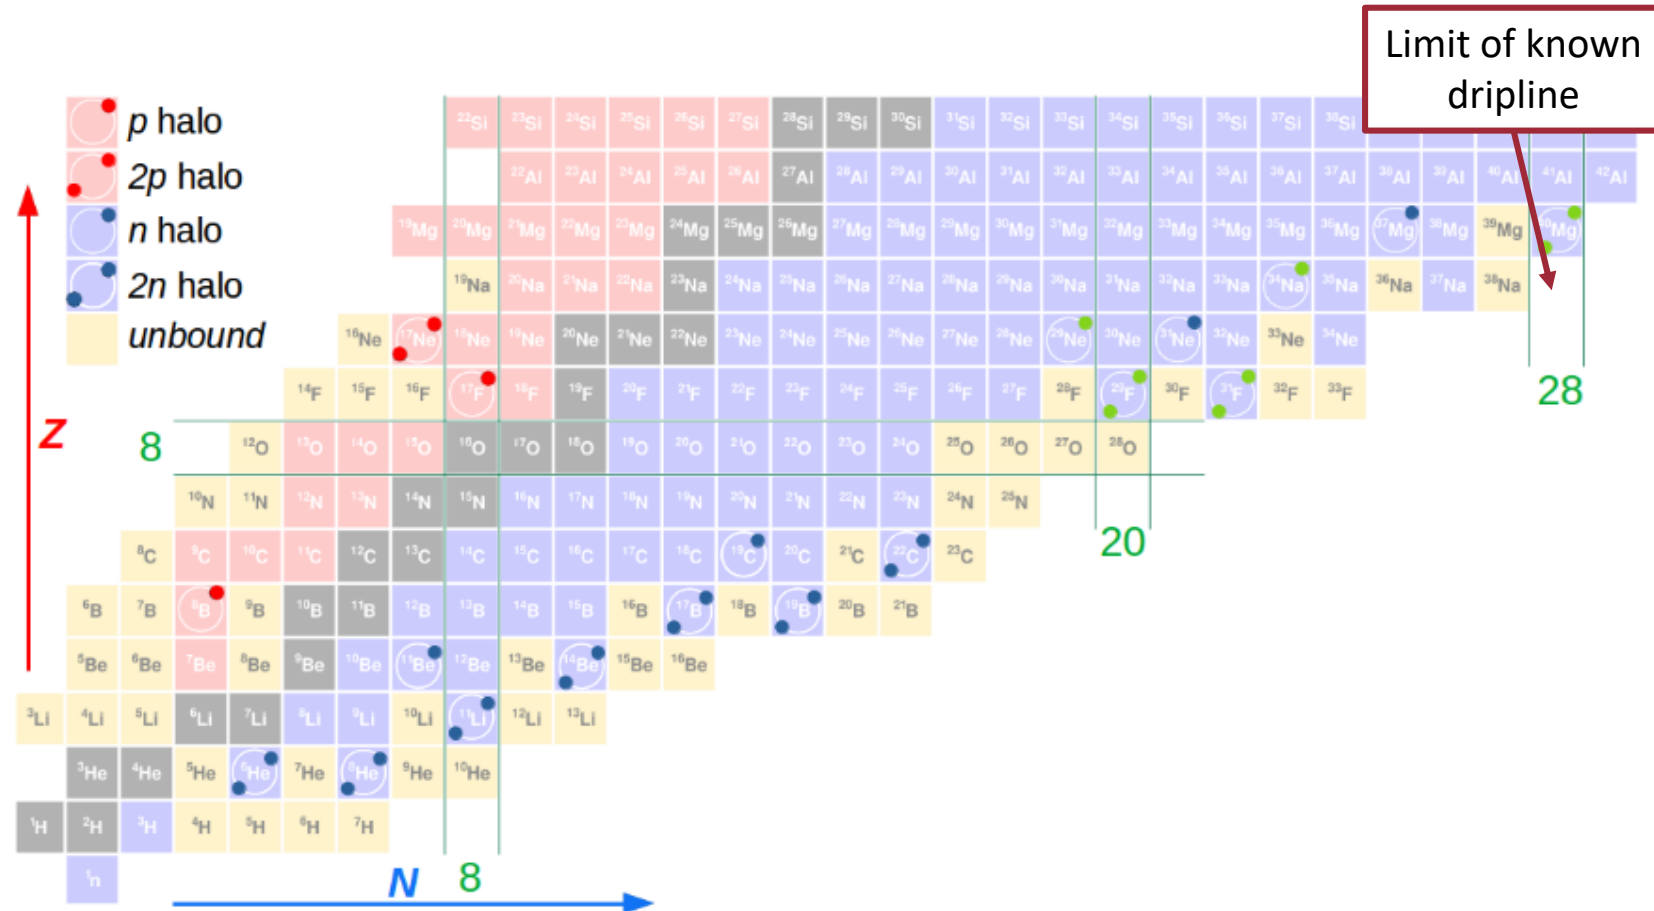 Limit of known
dripline
p halo
2p halo
n halo
2n halo
unbound
²²Si ²³Si ²⁴Si ²⁵Si ²⁶Si ²⁷Si ²⁸Si ²⁹Si ³⁰Si ³¹Si ³²Si ³³Si ³⁴Si ³⁵Si ³⁶Si ³⁷Si ³⁸Si
²²Al ²³Al ²⁴Al ²⁵Al ²⁶Al ²⁷Al ²⁸Al ²⁹Al ³⁰Al ³¹Al ³²Al ³³Al ³⁴Al ³⁵Al ³⁶Al ³⁷Al ³⁸Al ³⁹Al ⁴⁰Al ⁴¹Al ⁴²Al
¹⁹Mg ²⁰Mg ²¹Mg ²²Mg ²³Mg ²⁴Mg ²⁵Mg ²⁶Mg ²⁷Mg ²⁸Mg ²⁹Mg ³⁰Mg ³¹Mg ³²Mg ³³Mg ³⁴Mg ³⁵Mg ³⁶Mg ³⁷Mg ³⁸Mg ³⁹Mg ⁴⁰Mg
¹⁹Na ²⁰Na ²¹Na ²²Na ²³Na ²⁴Na ²⁵Na ²⁶Na ²⁷Na ²⁸Na ²⁹Na ³⁰Na ³¹Na ³²Na ³³Na ³⁴Na ³⁵Na ³⁶Na ³⁷Na ³⁸Na
¹⁶Ne ¹⁷Ne ¹⁸Ne ¹⁹Ne ²⁰Ne ²¹Ne ²²Ne ²³Ne ²⁴Ne ²⁵Ne ²⁶Ne ²⁷Ne ²⁸Ne ²⁹Ne ³⁰Ne ³¹Ne ³²Ne ³³Ne ³⁴Ne
¹⁴F ¹⁵F ¹⁶F ¹⁷F ¹⁸F ¹⁹F ²⁰F ²¹F ²²F ²³F ²⁴F ²⁵F ²⁶F ²⁷F ²⁸F ²⁹F ³⁰F ³¹F ³²F ³³F
28
Z
8
¹²O ¹³O ¹⁴O ¹⁵O ¹⁶O ¹⁷O ¹⁸O ¹⁹O ²⁰O ²¹O ²²O ²³O ²⁴O ²⁵O ²⁶O ²⁷O ²⁸O
¹⁰N ¹¹N ¹²N ¹³N ¹⁴N ¹⁵N ¹⁶N ¹⁷N ¹⁸N ¹⁹N ²⁰N ²¹N ²²N ²³N ²⁴N ²⁵N
20
⁸C ⁹C ¹⁰C ¹¹C ¹²C ¹³C ¹⁴C ¹⁵C ¹⁶C ¹⁷C ¹⁸C ¹⁹C ²⁰C ²¹C ²²C ²³C
⁶B ⁷B ⁸B ⁹B ¹⁰B ¹¹B ¹²B ¹³B ¹⁴B ¹⁵B ¹⁶B ¹⁷B ¹⁸B ¹⁹B ²⁰B ²¹B
⁵Be ⁶Be ⁷Be ⁸Be ⁹Be ¹⁰Be ¹¹Be ¹²Be ¹³Be ¹⁴Be ¹⁵Be ¹⁶Be
³Li ⁴Li ⁵Li ⁶Li ⁷Li ⁸Li ⁹Li ¹⁰Li ¹¹Li ¹²Li ¹³Li
³He ⁴He ⁵He ⁶He ⁷He ⁸He ⁹He ¹⁰He
¹H ²H ³H ⁴H ⁵H ⁶H ⁷H
¹n
N
8